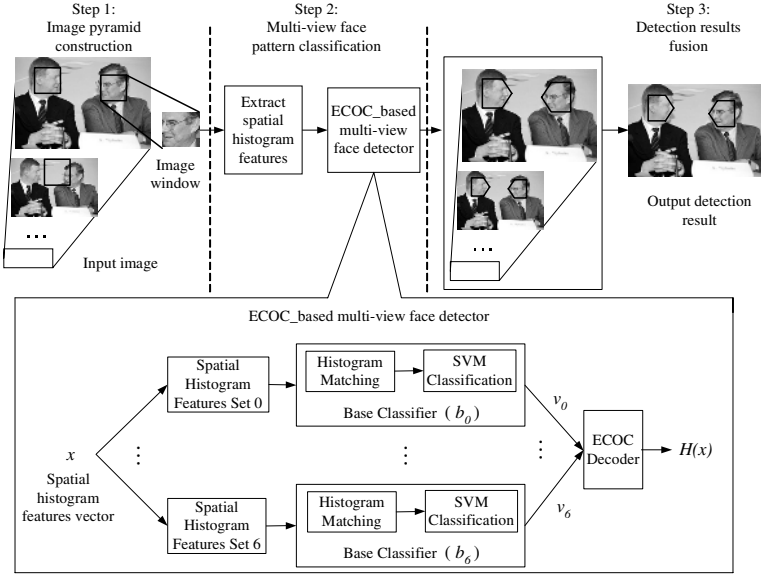 Step 1:
Image pyramid
construction
Step 2:
Multi-view face
pattern classification
Step 3:
Detection results
fusion
Extract
spatial
histogram
features
ECOC_based
multi-view
face detector
Image
window
Output detection
result
...
...
Input image
ECOC_based multi-view face detector
Spatial
Histogram
Features Set 0
Histogram
Matching
SVM
Classification
Base Classifier ( b0 )
v0
x
Spatial
histogram
features vector
ECOC
Decoder
H(x)
Spatial
Histogram
Features Set 6
Histogram
Matching
SVM
Classification
Base Classifier ( b6 )
v6